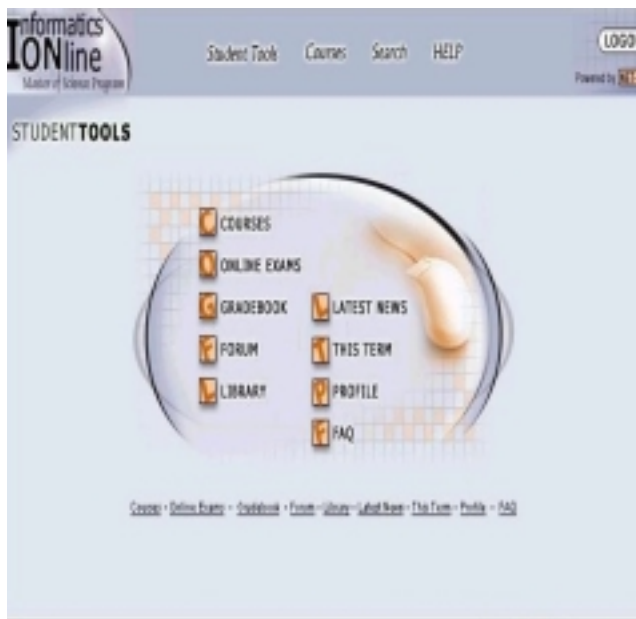 Informatics
IONline
Master of Science Program
Student Tools Courses Search HELP
LOGO
Powered by
STUDENTTOOLS
C COURSES
O ONLINE EXAMS
G GRADEBOOK
F FORUM
L LIBRARY
L LATEST NEWS
T THIS TERM
P PROFILE
F FAQ
Courses - Online Exams - Gradebook - Forum - Library - Latest News - This Term - Profile - FAQ